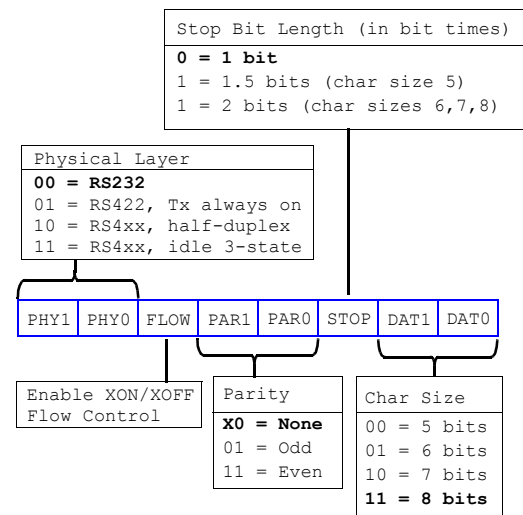 Stop Bit Length (in bit times)
0 = 1 bit
1 = 1.5 bits (char size 5)
1 = 2 bits (char sizes 6,7,8)
Physical Layer
00 = RS232
01 = RS422, Tx always on
10 = RS4xx, half-duplex
11 = RS4xx, idle 3-state
PHY1 PHY0 FLOW PAR1 PAR0 STOP DAT1 DAT0
Enable XON/XOFF
Flow Control
Parity
X0 = None
01 = Odd
11 = Even
Char Size
00 = 5 bits
01 = 6 bits
10 = 7 bits
11 = 8 bits